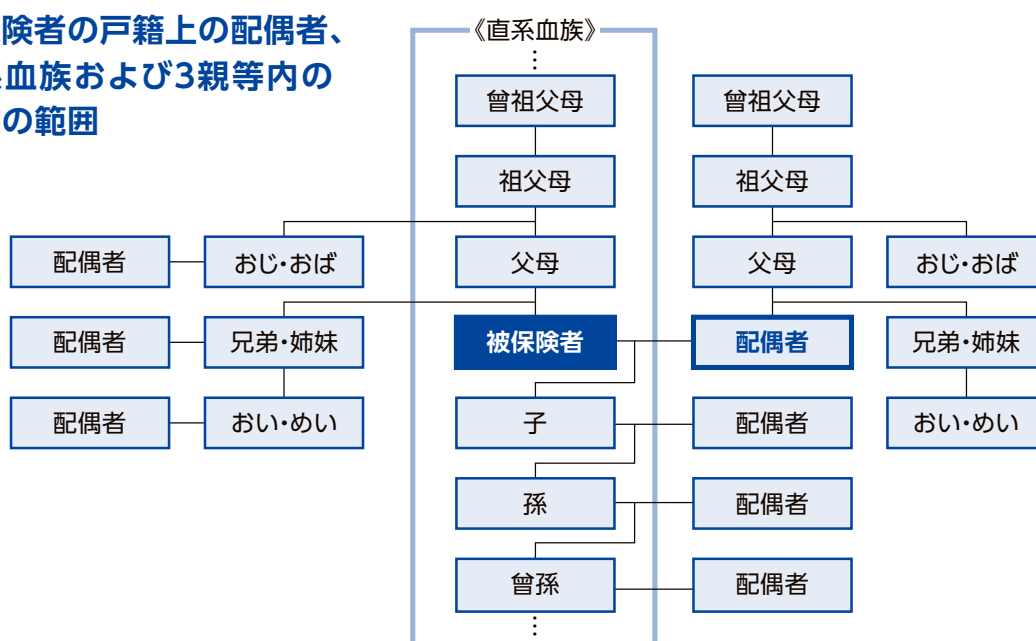 険者の戸籍上の配偶者、
血族および3親等内の
の範囲
《直系血族》
⋮
曾祖父母 曾祖父母
祖父母 祖父母
配偶者 おじ・おば 父母 父母 おじ・おば
配偶者 兄弟・姉妹 被保険者 配偶者 兄弟・姉妹
配偶者 おい・めい 子 配偶者 おい・めい
孫 配偶者
曾孫 配偶者
⋮